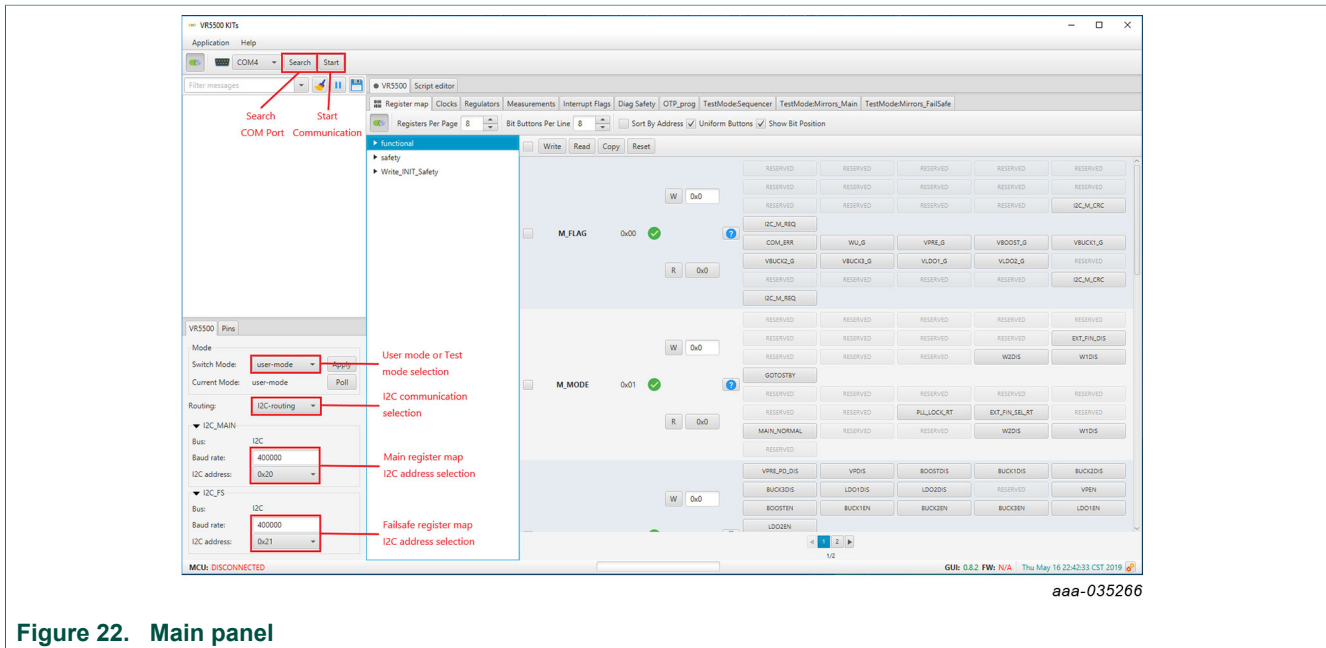 VR5500 KITs
Application Help
COM4 Search Start
Filter messages
Search COM Port
Start Communication
VR5500 Script editor
Register map Clocks Regulators Measurements Interrupt Flags Diag Safety OTP_prog TestMode:Sequencer TestMode:Mirrors_Main TestMode:Mirrors_FailSafe
Registers Per Page 8 Bit Buttons Per Line 8 Sort By Address Uniform Buttons Show Bit Position
functional
safety
Write_INIT_Safety
Write Read Copy Reset
RESERVED RESERVED RESERVED RESERVED RESERVED
RESERVED RESERVED RESERVED RESERVED RESERVED
W 0x0
RESERVED RESERVED RESERVED RESERVED I2C_M_CRC
I2C_M_REQ
M_FLAG 0x00 ?
COM_ERR WU_G VPRE_G VBOOST_G VBUCK1_G
VBUCK2_G VBUCK3_G VLDO1_G VLDO2_G RESERVED
R 0x0
RESERVED RESERVED RESERVED RESERVED I2C_M_CRC
I2C_M_REQ
RESERVED RESERVED RESERVED RESERVED RESERVED
RESERVED RESERVED RESERVED RESERVED EXT_FIN_DIS
W 0x0
RESERVED RESERVED RESERVED W2DIS W1DIS
GOTOSTBY
M_MODE 0x01 ?
RESERVED RESERVED RESERVED RESERVED RESERVED
RESERVED RESERVED PLL_LOCK_RT EXT_FIN_SEL_RT RESERVED
R 0x0
MAIN_NORMAL RESERVED RESERVED W2DIS W1DIS
RESERVED
VPRE_PD_DIS VPDIS BOOSTDIS BUCK1DIS BUCK2DIS
BUCK3DIS LDO1DIS LDO2DIS RESERVED VPEN
W 0x0
BOOSTEN BUCK1EN BUCK2EN BUCK3EN LDO1EN
LDO2EN
1 2
1/2
VR5500 Pins
Mode
Switch Mode: user-mode Apply
Current Mode: user-mode Poll
User mode or Test
mode selection
Routing: I2C-routing
I2C communication
selection
I2C_MAIN
Bus: I2C
Baud rate: 400000
I2C address: 0x20
Main register map
I2C address selection
I2C_FS
Bus: I2C
Baud rate: 400000
I2C address: 0x21
Failsafe register map
I2C address selection
MCU: DISCONNECTED
GUI: 0.8.2 FW: N/A Thu May 16 22:42:33 CST 2019
aaa-035266
Figure 22. Main panel